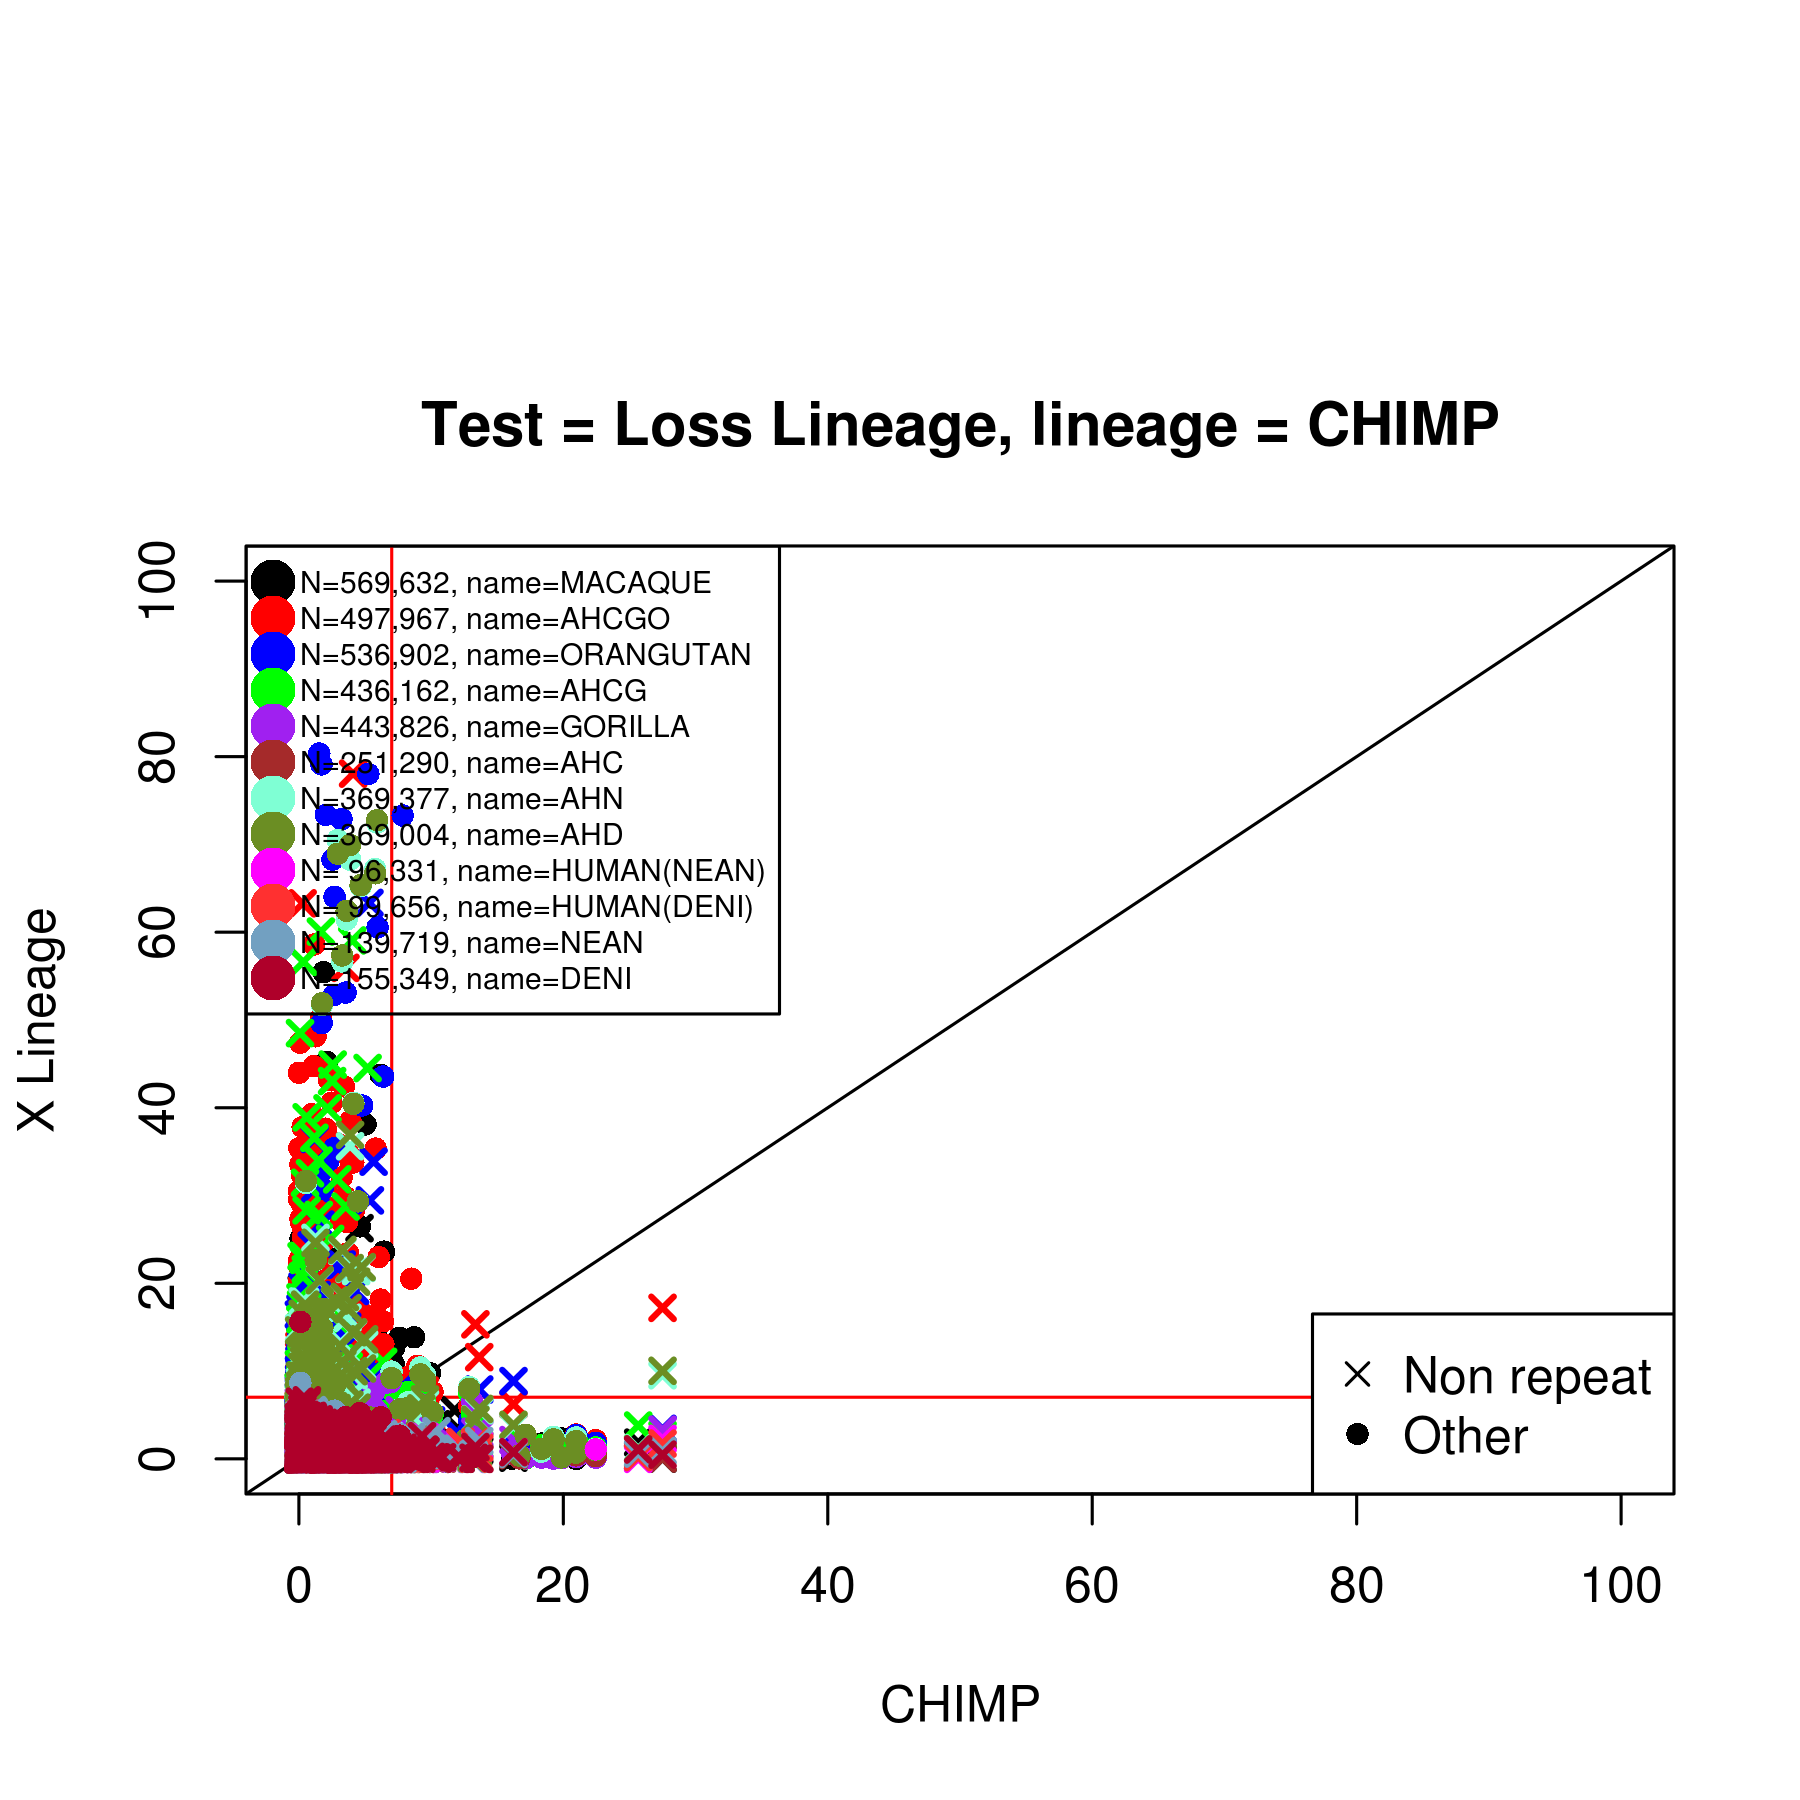 Test = Loss Lineage, lineage = CHIMP
X Lineage
100
80
60
40
20
0
N=569,632, name=MACAQUE
N=497,967, name=AHCGO
N=536,902, name=ORANGUTAN
N=436,162, name=AHCG
N=443,826, name=GORILLA
N=251,290, name=AHC
N=369,377, name=AHN
N=369,004, name=AHD
N= 96,331, name=HUMAN(NEAN)
N= 99,656, name=HUMAN(DENI)
N=139,719, name=NEAN
N=155,349, name=DENI
Non repeat
Other
0 20 40 60 80 100
CHIMP